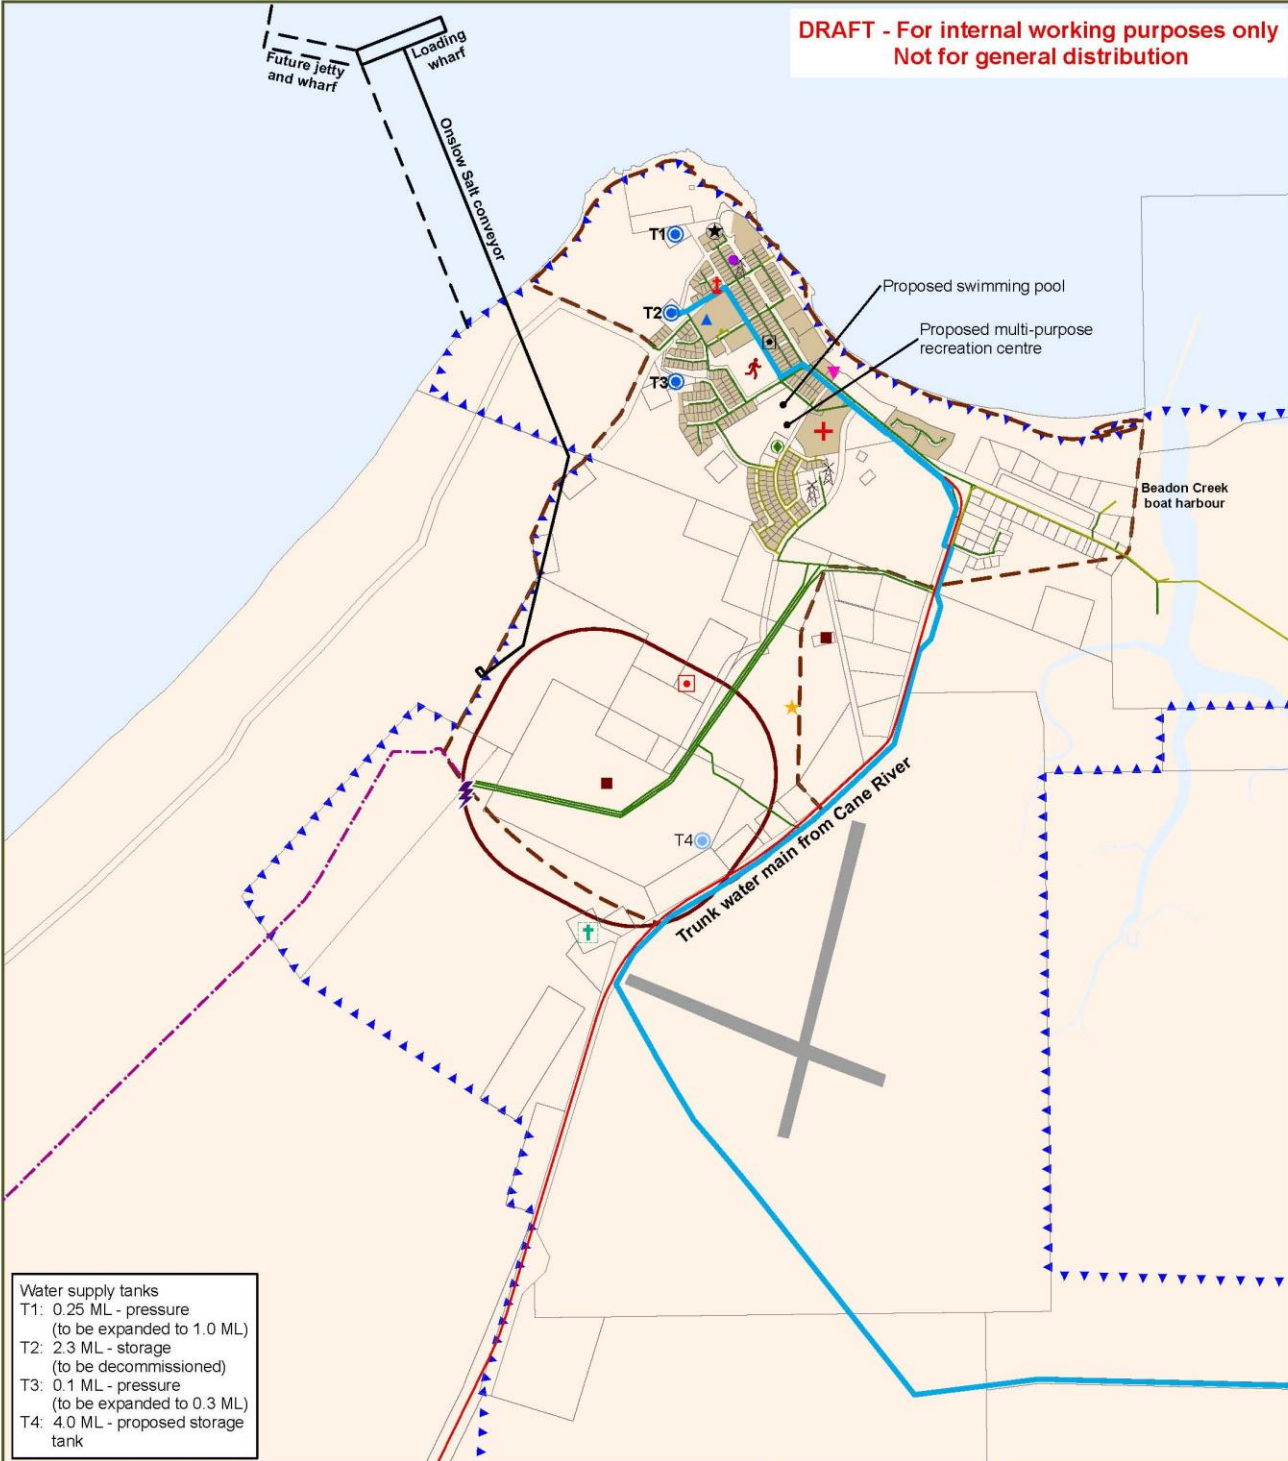 DRAFT - For internal working purposes only
Not for general distribution
Loading
wharf
Future jetty
and wharf
Onslow Salt conveyor
T1
T2
T3
Proposed swimming pool
Proposed multi-purpose
recreation centre
Beadon Creek
boat harbour
T4
Trunk water main from Cane River
Water supply tanks
T1: 0.25 ML - pressure
(to be expanded to 1.0 ML)
T2: 2.3 ML - storage
(to be decommissioned)
T3: 0.1 ML - pressure
(to be expanded to 0.3 ML)
T4: 4.0 ML - proposed storage
tank